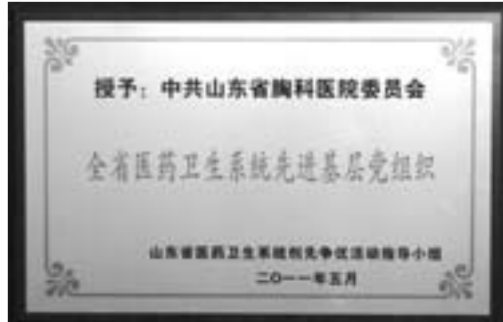 授予：中共山东省胸科医院委员会
全省医药卫生系统先进基层党组织
山东省医药卫生系统创先争优活动指导小组
二〇一一年五月